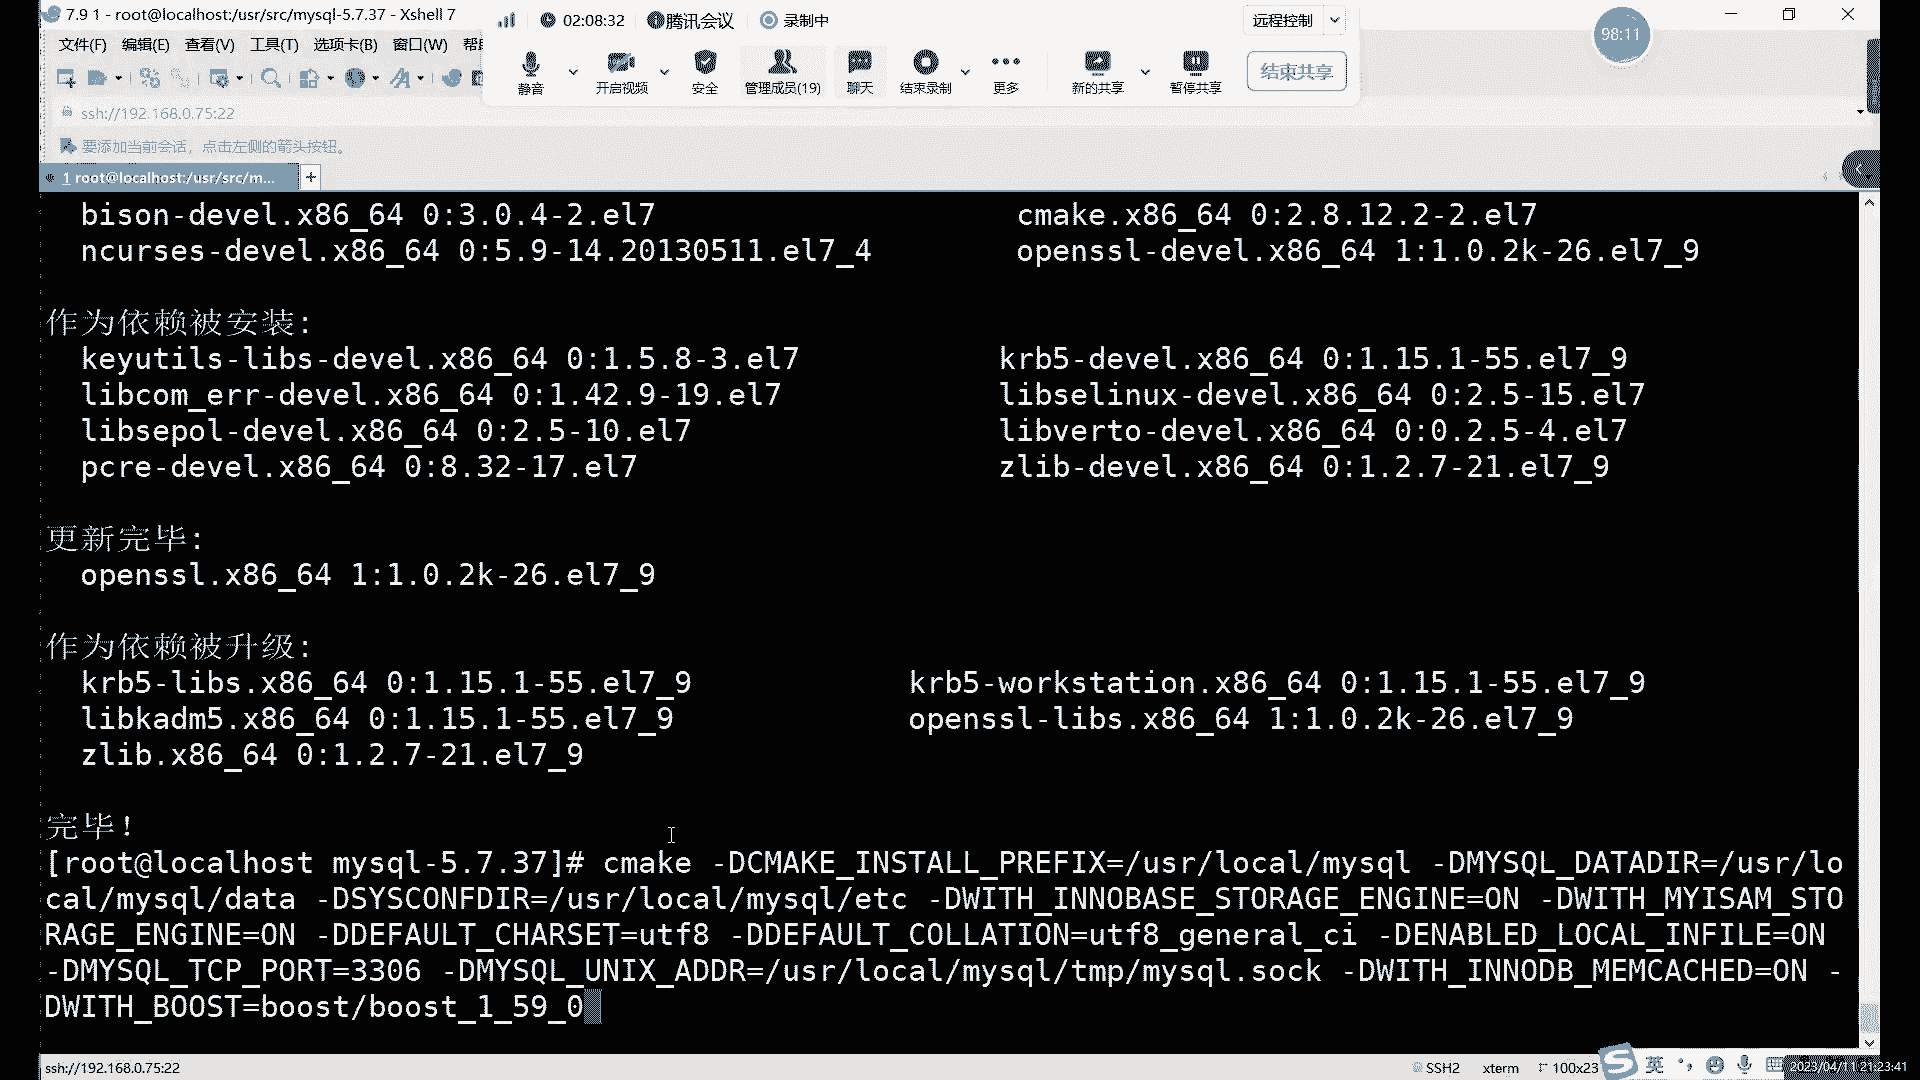 7.9 1 - root@localhost:/usr/src/mysql-5.7.37 - Xshell 7
02:08:32 腾讯会议 录制中 远程控制
98:11
文件(F) 编辑(E) 查看(V) 工具(T) 选项卡(B) 窗口(W) 帮
静音 开启视频 安全 管理成员(19) 聊天 结束录制 更多 新的共享 暂停共享 结束共享
ssh://192.168.0.75:22
要添加当前会话，点击左侧的箭头按钮。
1 root@localhost:/usr/src/m... +
bison-devel.x86_64 0:3.0.4-2.el7 cmake.x86_64 0:2.8.12.2-2.el7
ncurses-devel.x86_64 0:5.9-14.20130511.el7_4 openssl-devel.x86_64 1:1.0.2k-26.el7_9
作为依赖被安装:
keyutils-libs-devel.x86_64 0:1.5.8-3.el7 krb5-devel.x86_64 0:1.15.1-55.el7_9
libcom_err-devel.x86_64 0:1.42.9-19.el7 libselinux-devel.x86_64 0:2.5-15.el7
libsepol-devel.x86_64 0:2.5-10.el7 libverto-devel.x86_64 0:0.2.5-4.el7
pcre-devel.x86_64 0:8.32-17.el7 zlib-devel.x86_64 0:1.2.7-21.el7_9
更新完毕:
openssl.x86_64 1:1.0.2k-26.el7_9
作为依赖被升级:
krb5-libs.x86_64 0:1.15.1-55.el7_9 krb5-workstation.x86_64 0:1.15.1-55.el7_9
libkadm5.x86_64 0:1.15.1-55.el7_9 openssl-libs.x86_64 1:1.0.2k-26.el7_9
zlib.x86_64 0:1.2.7-21.el7_9
完毕!
[root@localhost mysql-5.7.37]# cmake -DCMAKE_INSTALL_PREFIX=/usr/local/mysql -DMYSQL_DATADIR=/usr/lo
cal/mysql/data -DSYSCONFDIR=/usr/local/mysql/etc -DWITH_INNOBASE_STORAGE_ENGINE=ON -DWITH_MYISAM_STO
RAGE_ENGINE=ON -DDEFAULT_CHARSET=utf8 -DDEFAULT_COLLATION=utf8_general_ci -DENABLED_LOCAL_INFILE=ON
-DMYSQL_TCP_PORT=3306 -DMYSQL_UNIX_ADDR=/usr/local/mysql/tmp/mysql.sock -DWITH_INNODB_MEMCACHED=ON -
DWITH_BOOST=boost/boost_1_59_0
ssh://192.168.0.75:22 SSH2 xterm 100x23 英 2023/04/11 21:23:41